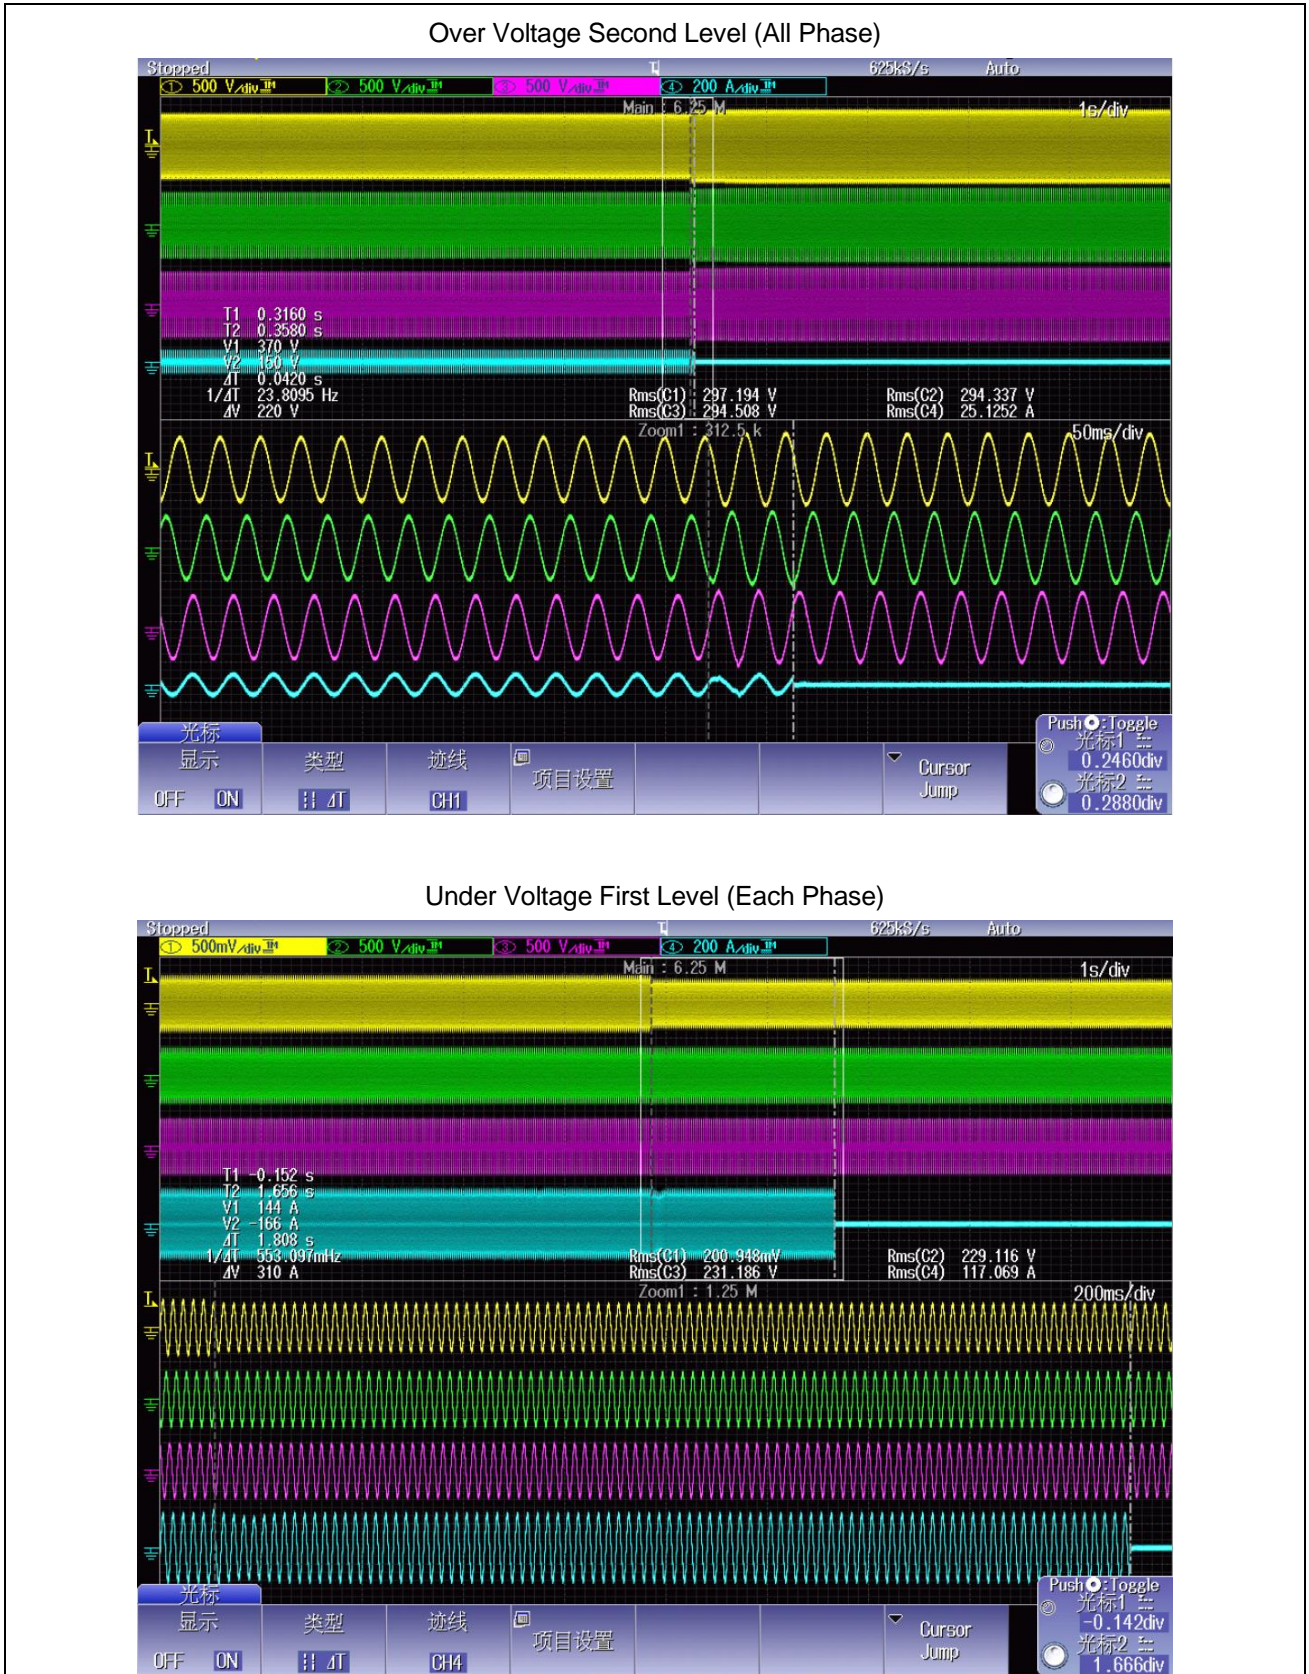 Over Voltage Second Level (All Phase)
Stopped 625kS/s Auto
① 500 V/div ② 500 V/div ③ 500 V/div ④ 200 A/div
Main : 6.25 M 1s/div
T1 0.3160 s
T2 0.3580 s
V1 370 V
V2 150 V
ΔT 0.0420 s
1/ΔT 23.8095 Hz Rms(C1) 297.194 V Rms(C2) 294.337 V
ΔV 220 V Rms(C3) 294.508 V Rms(C4) 25.1252 A
Zoom1 : 312.5 k 50ms/div
光标 Push :Toggle
显示 类型 迹线 项目设置 Cursor 光标1
0.2460div
OFF ON ΔT CH1 Jump 光标2
0.2880div
Under Voltage First Level (Each Phase)
Stopped 625kS/s Auto
① 500mV/div ② 500 V/div ③ 500 V/div ④ 200 A/div
Main : 6.25 M 1s/div
T1 -0.152 s
T2 1.656 s
V1 144 A
V2 -166 A
ΔT 1.808 s
1/ΔT 553.097mHz Rms(C1) 200.948mV Rms(C2) 229.116 V
ΔV 310 A Rms(C3) 231.186 V Rms(C4) 117.069 A
Zoom1 : 1.25 M 200ms/div
光标 Push :Toggle
显示 类型 迹线 项目设置 Cursor 光标1
-0.142div
OFF ON ΔT CH4 Jump 光标2
1.666div